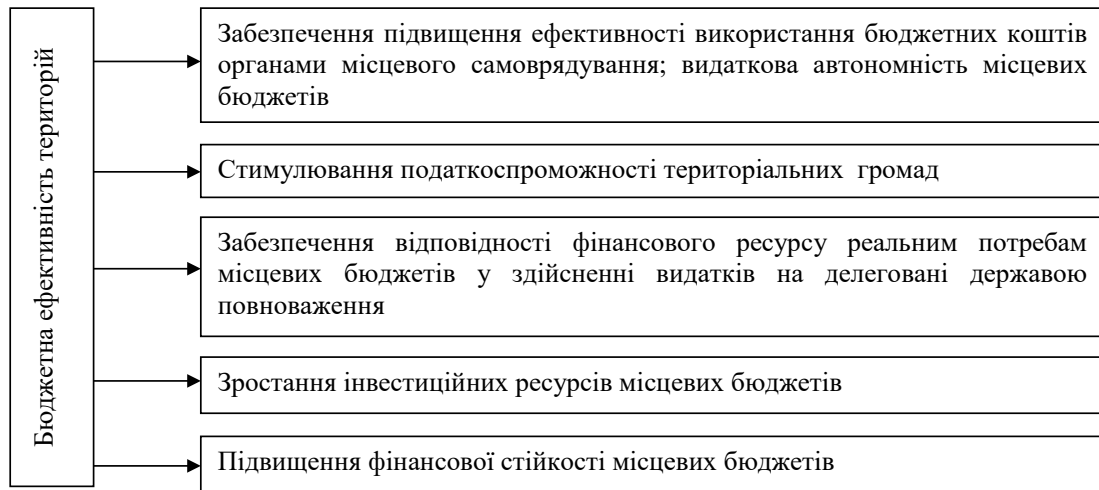 Бюджетна ефективність територій
Забезпечення підвищення ефективності використання бюджетних коштів
органами місцевого самоврядування; видаткова автономність місцевих
бюджетів
Стимулювання податкоспроможності територіальних громад
Забезпечення відповідності фінансового ресурсу реальним потребам
місцевих бюджетів у здійсненні видатків на делеговані державою
повноваження
Зростання інвестиційних ресурсів місцевих бюджетів
Підвищення фінансової стійкості місцевих бюджетів